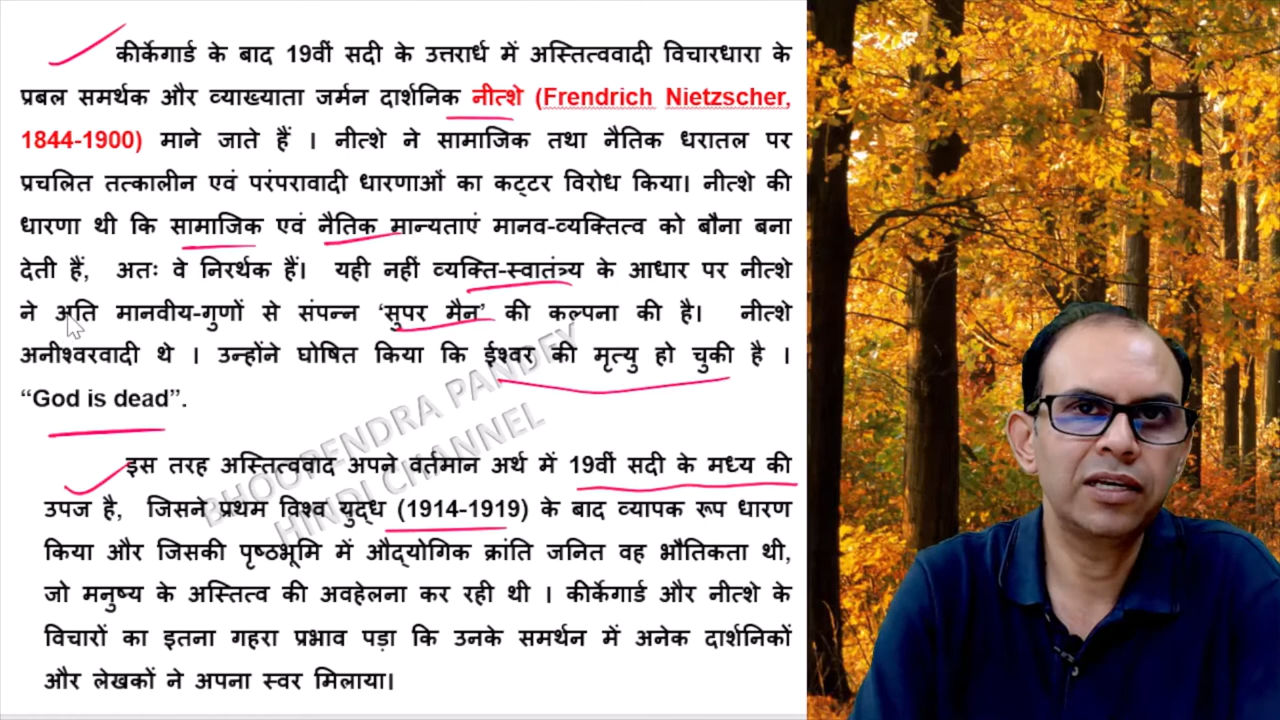 कीर्केगार्ड के बाद 19वीं सदी के उत्तरार्ध में अस्तित्ववादी विचारधारा के
प्रबल समर्थक और व्याख्याता जर्मन दार्शनिक नीत्शे (Frendrich Nietzscher,
1844-1900) माने जाते हैं । नीत्शे ने सामाजिक तथा नैतिक धरातल पर
प्रचलित तत्कालीन एवं परंपरावादी धारणाओं का कट्टर विरोध किया। नीत्शे की
धारणा थी कि सामाजिक एवं नैतिक मान्यताएं मानव-व्यक्तित्व को बौना बना
देती हैं, अतः वे निरर्थक हैं। यही नहीं व्यक्ति-स्वातंत्र्य के आधार पर नीत्शे
ने अति मानवीय-गुणों से संपन्न ‘सुपर मैन’ की कल्पना की है। नीत्शे
अनीश्वरवादी थे । उन्होंने घोषित किया कि ईश्वर की मृत्यु हो चुकी है ।
“God is dead”.
इस तरह अस्तित्ववाद अपने वर्तमान अर्थ में 19वीं सदी के मध्य की
उपज है, जिसने प्रथम विश्व युद्ध (1914-1919) के बाद व्यापक रूप धारण
किया और जिसकी पृष्ठभूमि में औद्योगिक क्रांति जनित वह भौतिकता थी,
जो मनुष्य के अस्तित्व की अवहेलना कर रही थी । कीर्केगार्ड और नीत्शे के
विचारों का इतना गहरा प्रभाव पड़ा कि उनके समर्थन में अनेक दार्शनिकों
और लेखकों ने अपना स्वर मिलाया।
BHOOPENDRA PANDEY
HINDI CHANNEL